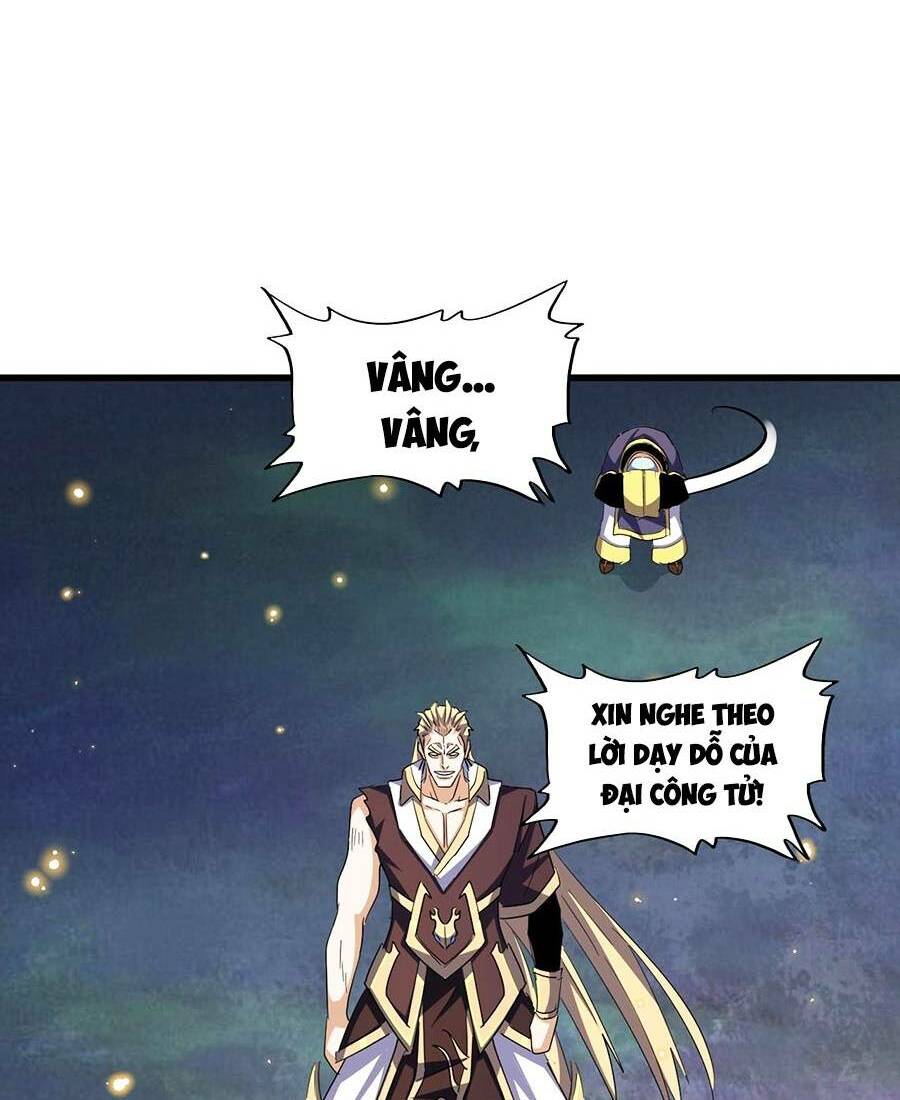 VÂNG...
VÂNG,
XIN NGHE THEO
LỜI DẠY DỖ CỦA
ĐẠI CÔNG TỬ!